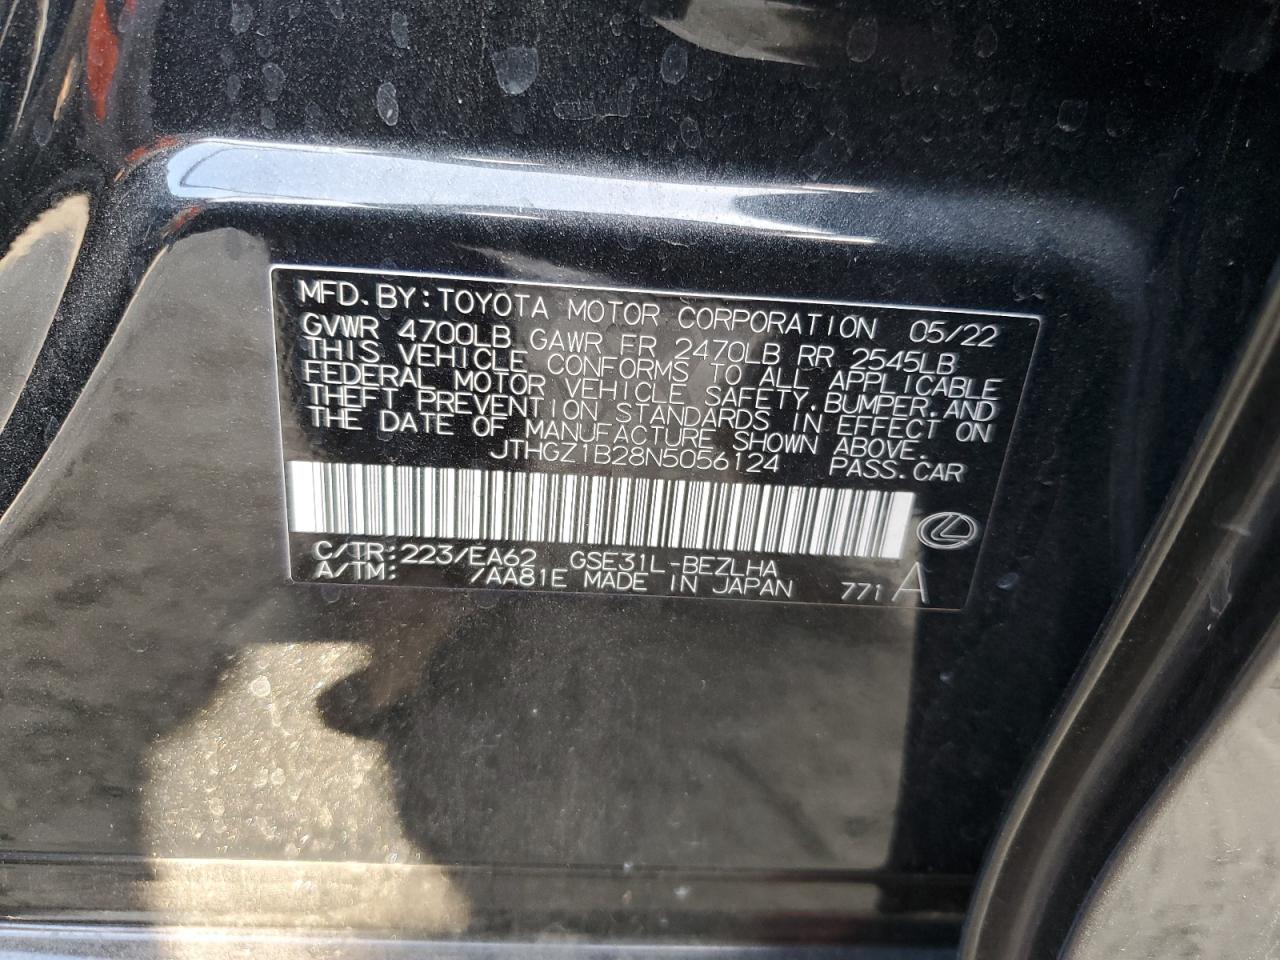 MFD.BY:TOYOTA MOTOR CORPORATION 05/22
GVWR 4700LB GAWR FR 2470LB RR 2545LB
THIS VEHICLE CONFORMS TO ALL APPLICABLE
FEDERAL MOTOR VEHICLE SAFETY,BUMPER,AND
THEFT PREVENTION STANDARDS IN EFFECT ON
THE DATE OF MANUFACTURE SHOWN ABOVE.
JTHGZ1B28N5056124 PASS.CAR
C/TR:223/EA62 GSE31L-BEZLHA
A/TM: /AA81E MADE IN JAPAN 771 A